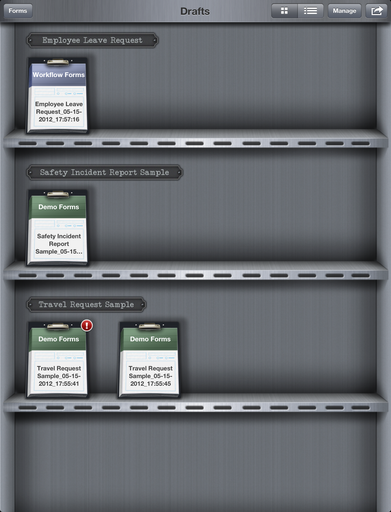 Forms
Drafts
Manage
Employee Leave Request
Workflow Forms
Employee Leave
Request_05-15-
2012_17:57:16
Safety Incident Report Sample
Demo Forms
Safety Incident
Report
Sample_05-15...
Travel Request Sample
Demo Forms
Travel Request
Sample_05-15-
2012_17:55:41
Demo Forms
Travel Request
Sample_05-15-
2012_17:55:45